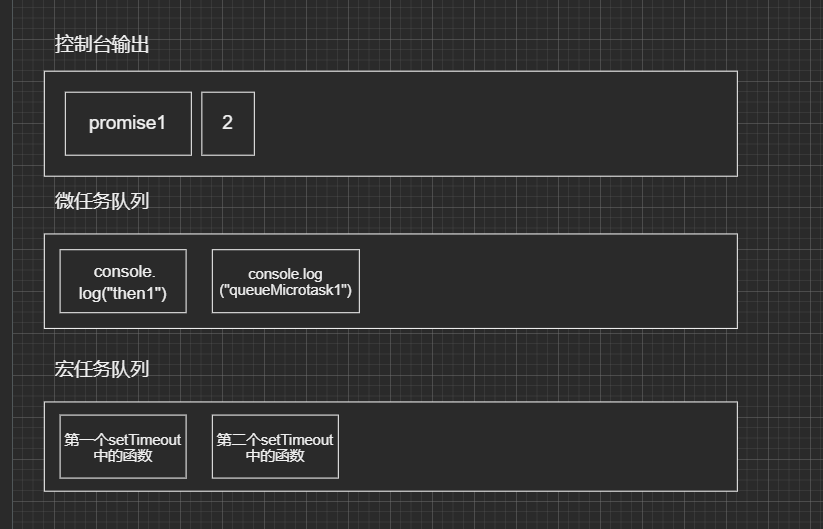 控制台输出
promise1
2
微任务队列
console.
log("then1")
console.log
("queueMicrotask1")
宏任务队列
第一个setTimeout
中的函数
第二个setTimeout
中的函数